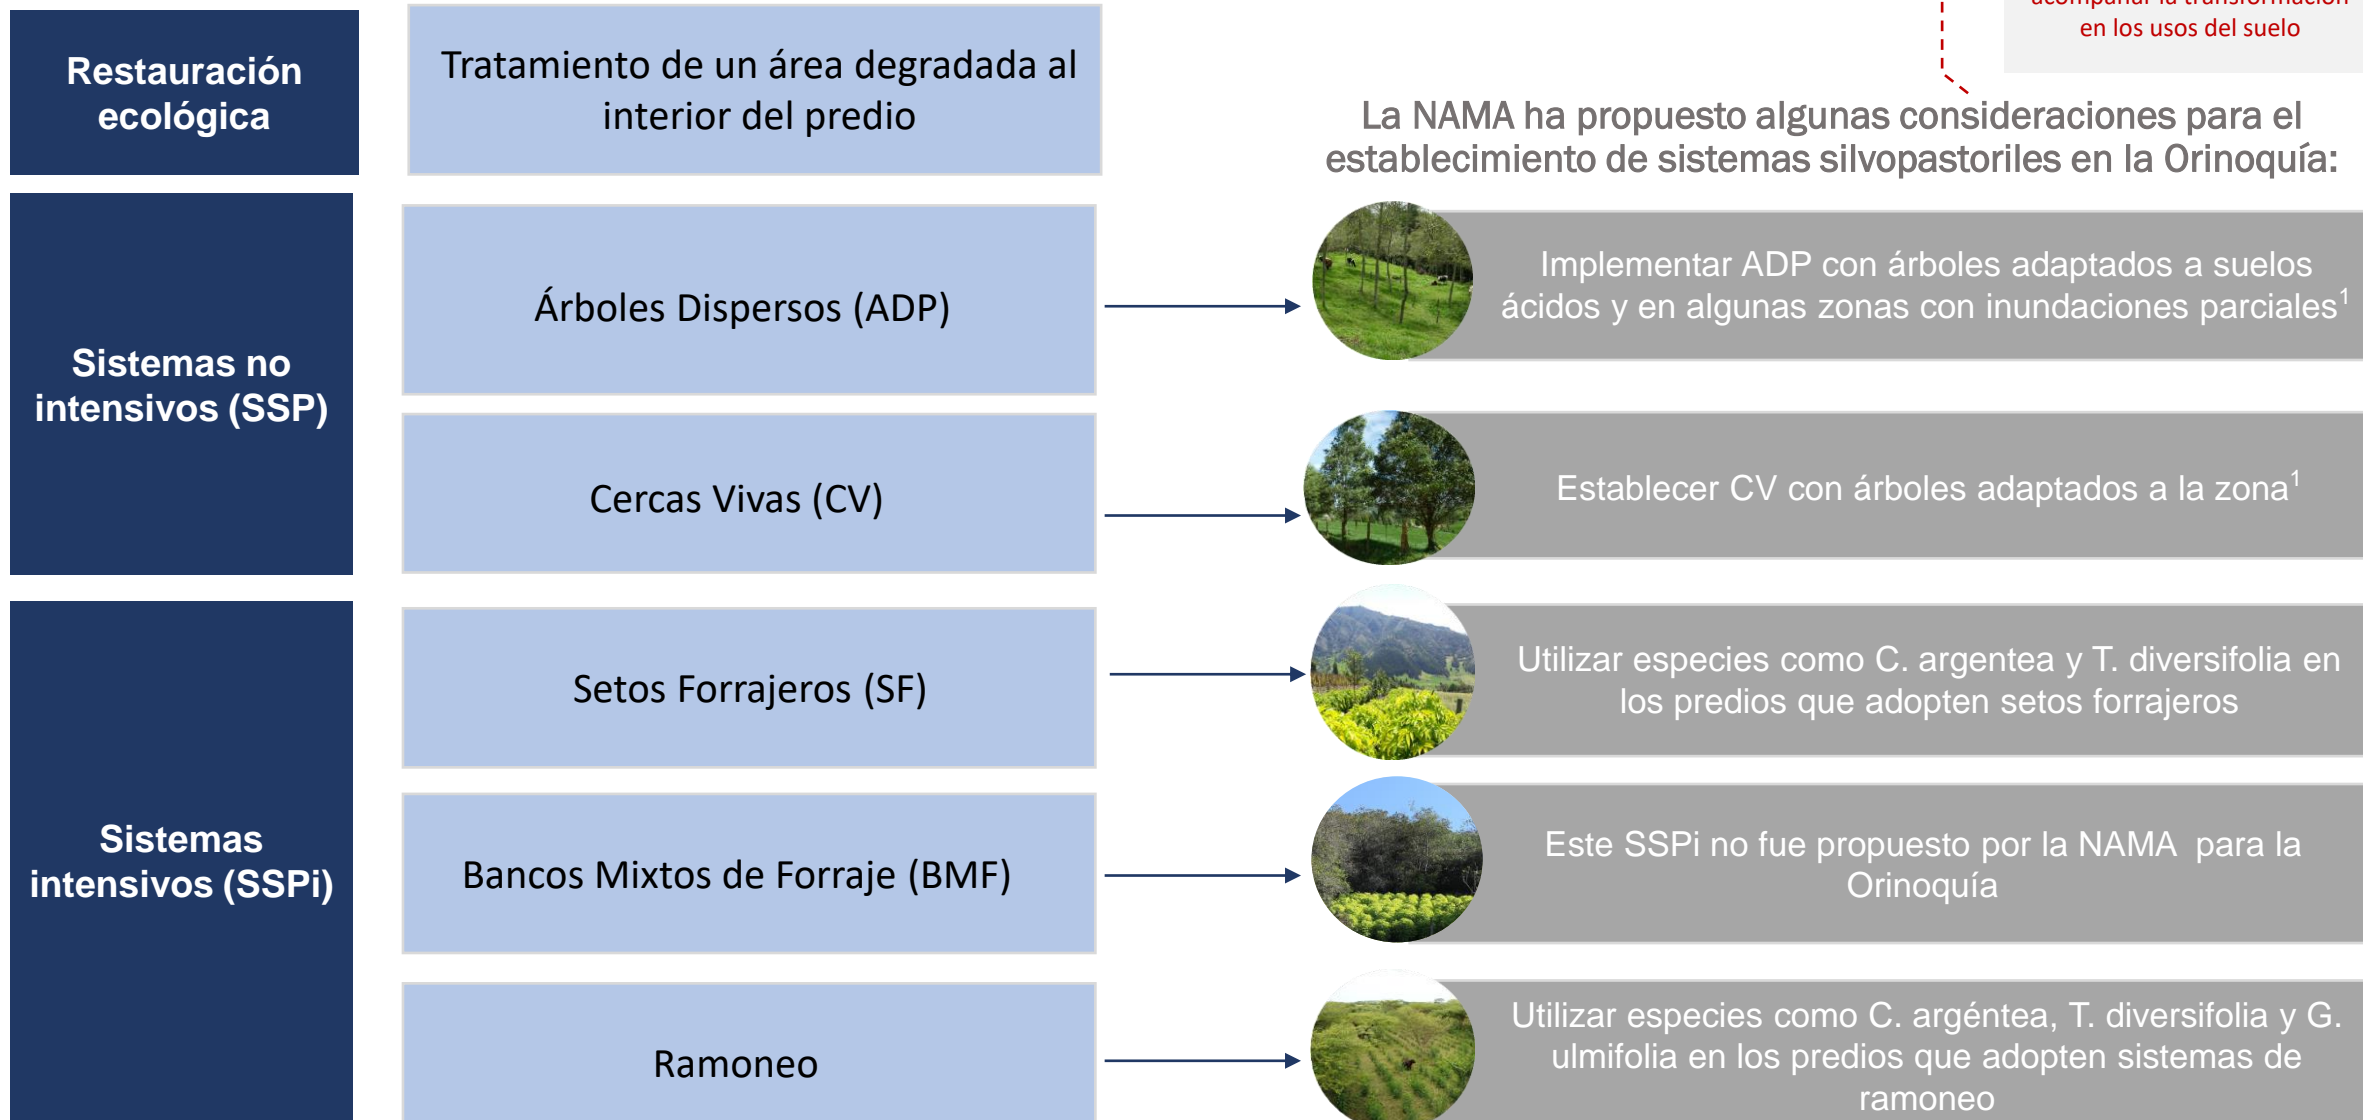 acompañar la transformación
en los usos del suelo
Restauración
ecológica
Tratamiento de un área degradada al
interior del predio
La NAMA ha propuesto algunas consideraciones para el
establecimiento de sistemas silvopastoriles en la Orinoquía:
Sistemas no
intensivos (SSP)
Árboles Dispersos (ADP)
Implementar ADP con árboles adaptados a suelos
ácidos y en algunas zonas con inundaciones parciales¹
Cercas Vivas (CV)
Establecer CV con árboles adaptados a la zona¹
Sistemas
intensivos (SSPi)
Setos Forrajeros (SF)
Utilizar especies como C. argentea y T. diversifolia en
los predios que adopten setos forrajeros
Bancos Mixtos de Forraje (BMF)
Este SSPi no fue propuesto por la NAMA  para la
Orinoquía
Ramoneo
Utilizar especies como C. argéntea, T. diversifolia y G.
ulmifolia en los predios que adopten sistemas de
ramoneo